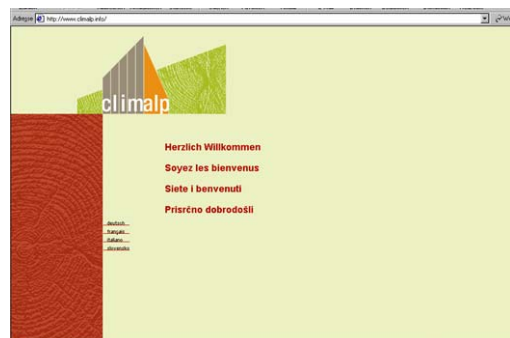 Adresse http://www.climalp.info/
climalp
Herzlich Willkommen
Soyez les bienvenus
Siete i benvenuti
Prisrčno dobrodošli
deutsch
français
italiano
slovensko